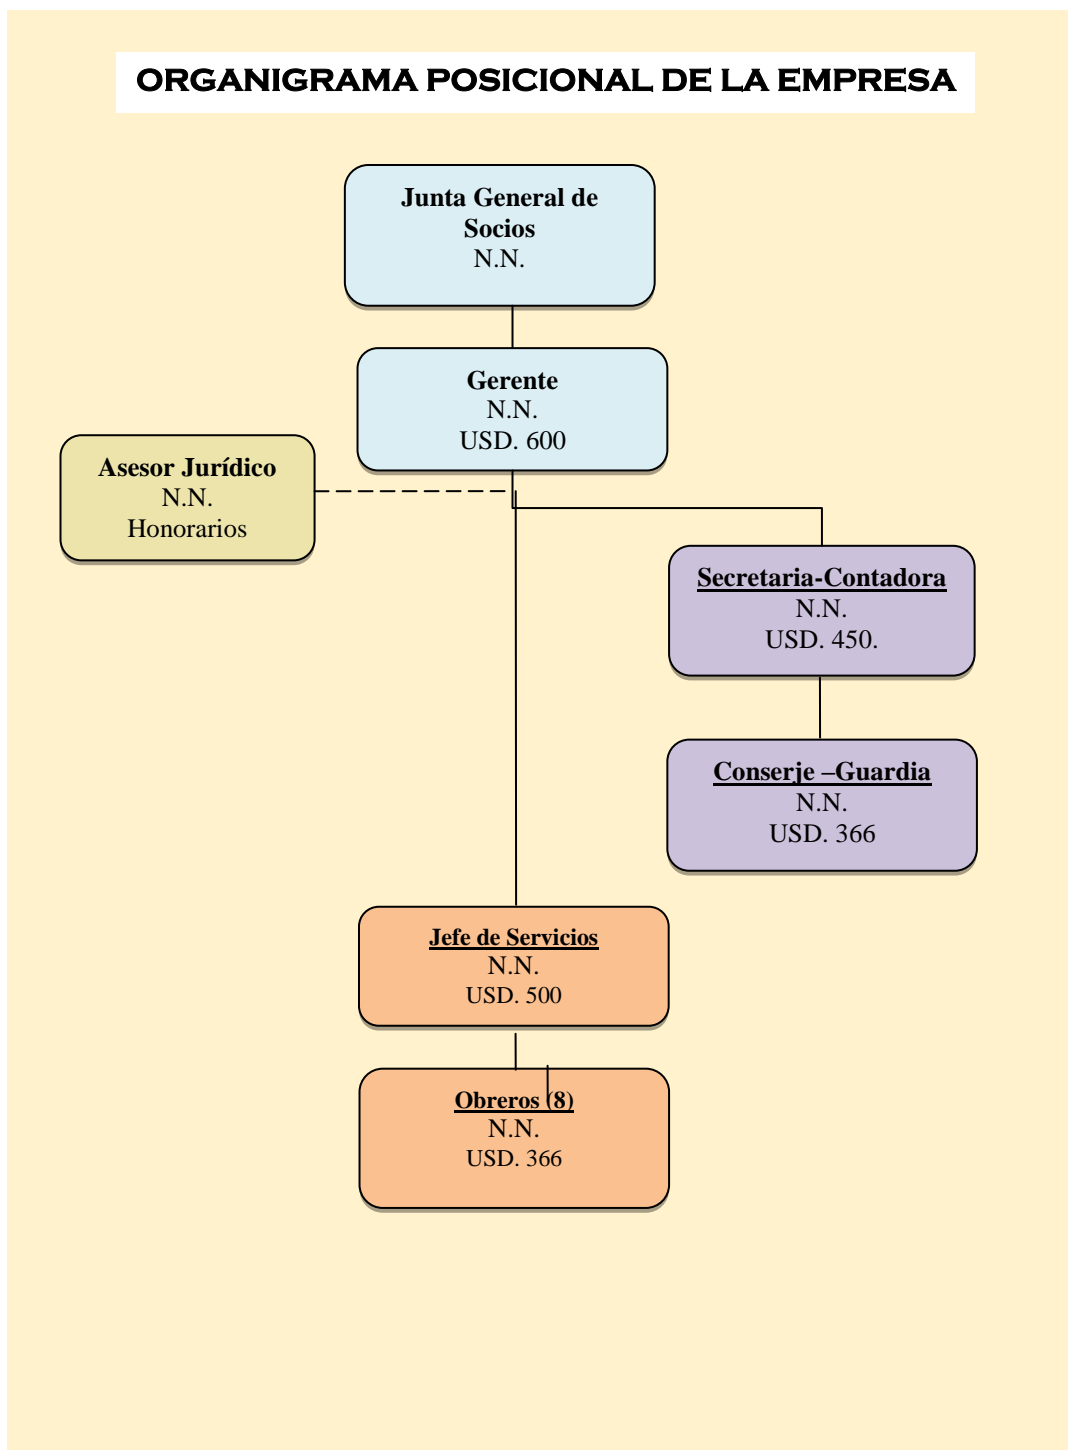 ORGANIGRAMA POSICIONAL DE LA EMPRESA
Junta General de
Socios
N.N.
Gerente
N.N.
USD. 600
Asesor Jurídico
N.N.
Honorarios
Secretaria-Contadora
N.N.
USD. 450.
Conserje –Guardia
N.N.
USD. 366
Jefe de Servicios
N.N.
USD. 500
Obreros (8)
N.N.
USD. 366